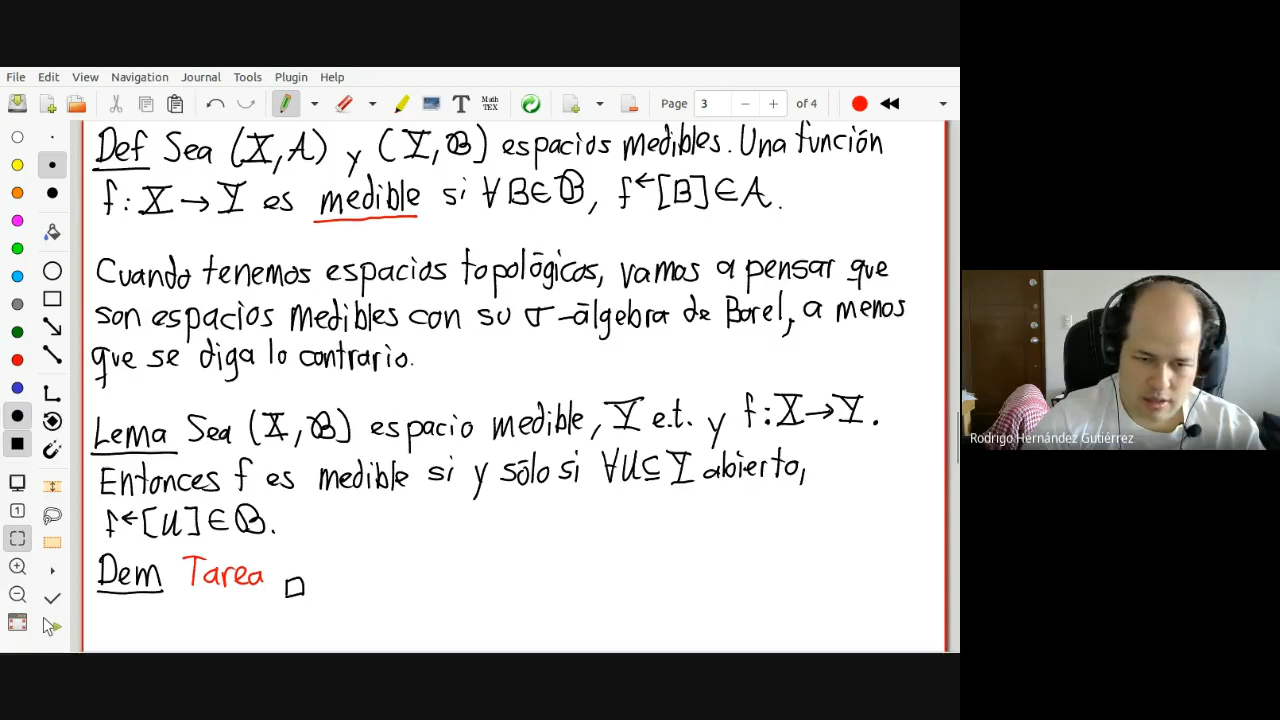 File Edit View Navigation Journal Tools Plugin Help
Page 3 of 4
Def Sea (X, A) y (Y, B) espacios medibles. Una función
f: X → Y es medible si ∀B∈B, f←[B]∈A.
Cuando tenemos espacios topológicos, vamos a pensar que
son espacios medibles con su σ-álgebra de Borel, a menos
que se diga lo contrario.
Lema Sea (X, B) espacio medible, Y e.t. y f: X→Y.
Entonces f es medible si y sólo si ∀U⊆Y abierto,
f←[U]∈B.
Dem Tarea □
Rodrigo Hernández Gutiérrez